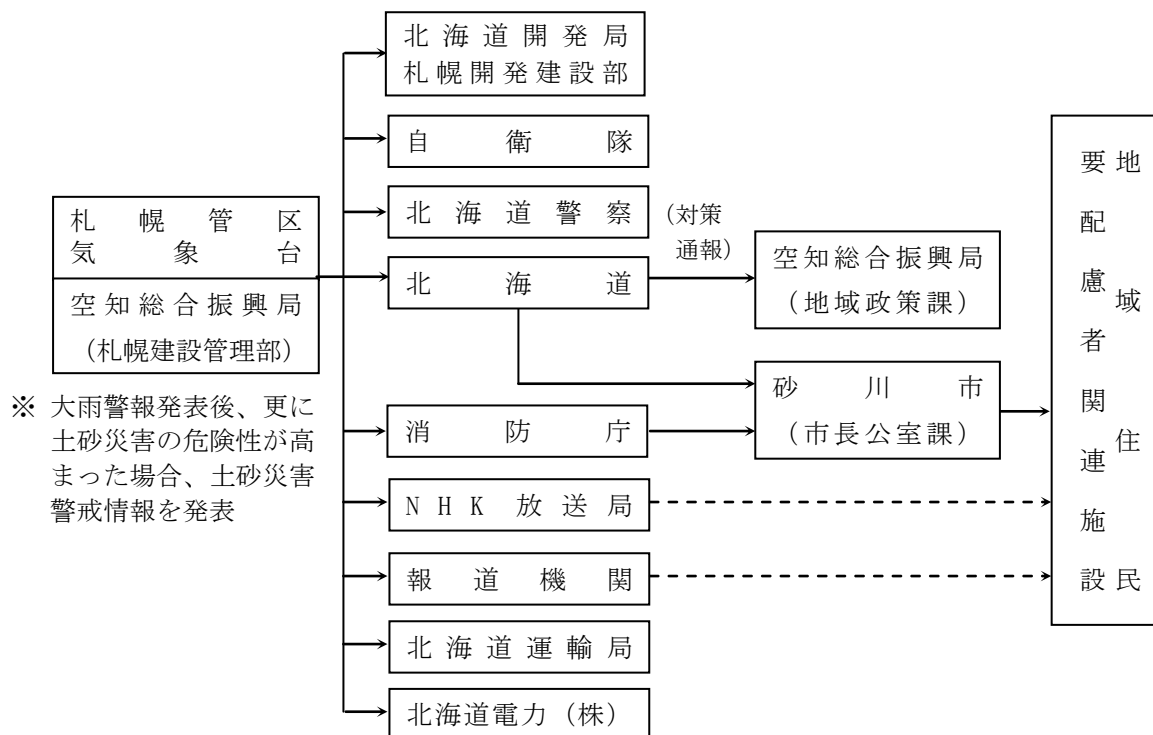 北海道開発局
札幌開発建設部
自衛隊
北海道警察
北海道
消防庁
NHK放送局
報道機関
北海道運輸局
北海道電力（株）
札幌管区
気象台
空知総合振興局
（札幌建設管理部）
※ 大雨警報発表後、更に
土砂災害の危険性が高
まった場合、土砂災害
警戒情報を発表
（対策
通報）
空知総合振興局
（地域政策課）
砂川市
（市長公室課）
地域住民
要配慮者関連施設